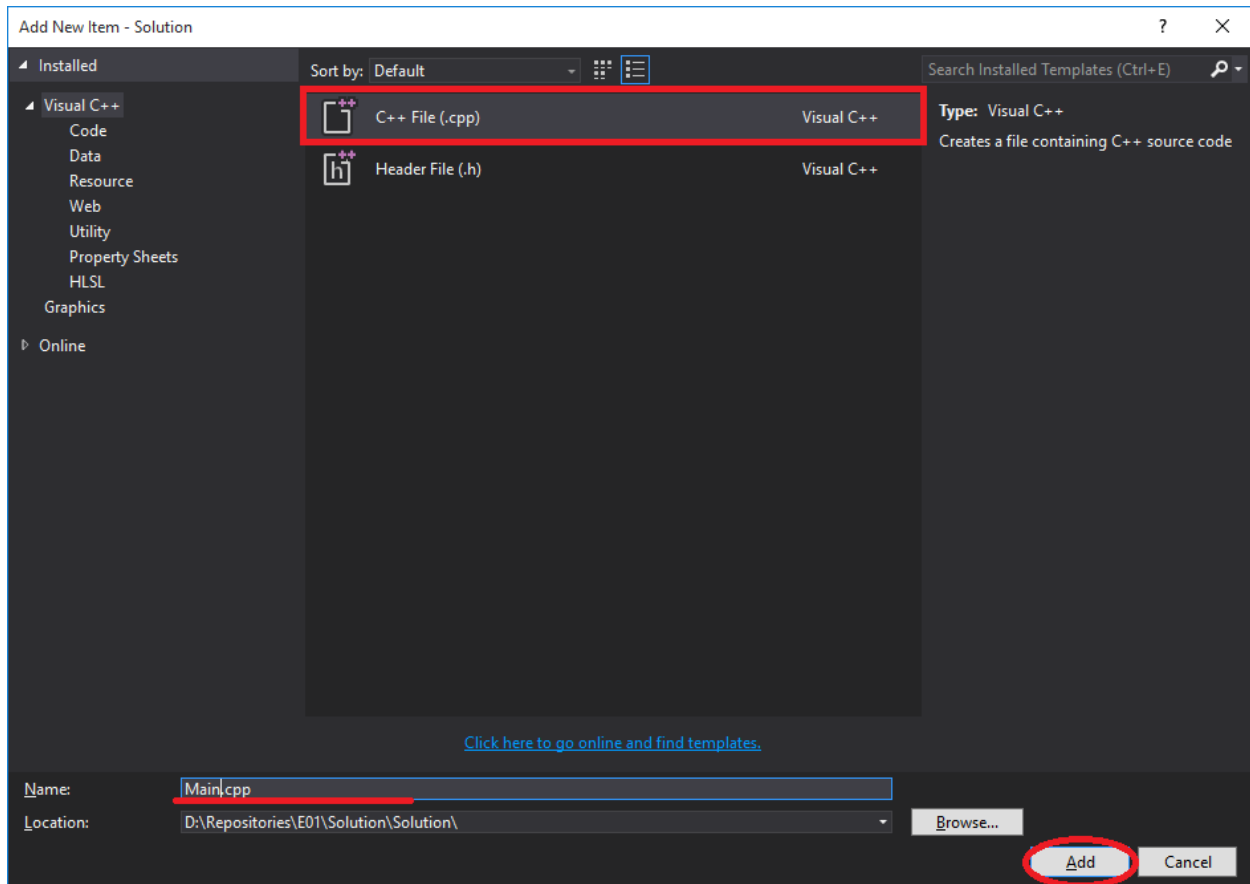 Add New Item - Solution
? ×
Installed
Sort by: Default
Search Installed Templates (Ctrl+E)
Visual C++
Code
Data
Resource
Web
Utility
Property Sheets
HLSL
Graphics
Online
C++ File (.cpp) Visual C++
Header File (.h) Visual C++
Type: Visual C++
Creates a file containing C++ source code
Click here to go online and find templates.
Name: Main.cpp
Location: D:\Repositories\E01\Solution\Solution\
Browse...
Add Cancel